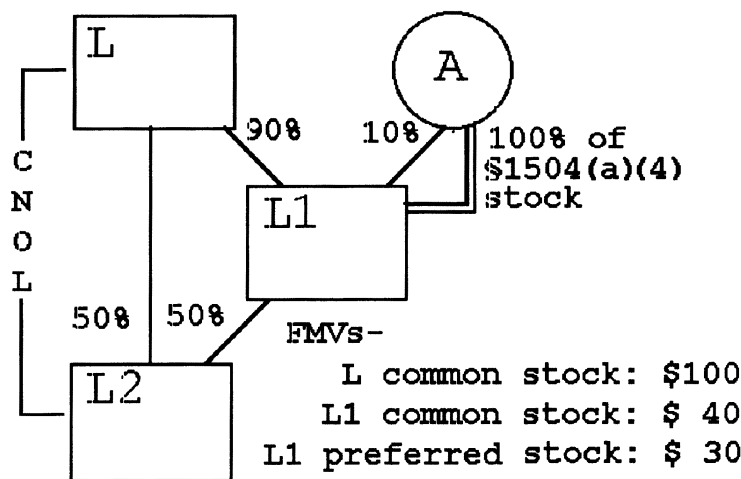 L
A
90%
10%
100% of
§1504(a)(4)
stock
C
N
O
L
L1
50%
50%
FMVs-
L2
L common stock: $100
L1 common stock: $ 40
L1 preferred stock: $ 30